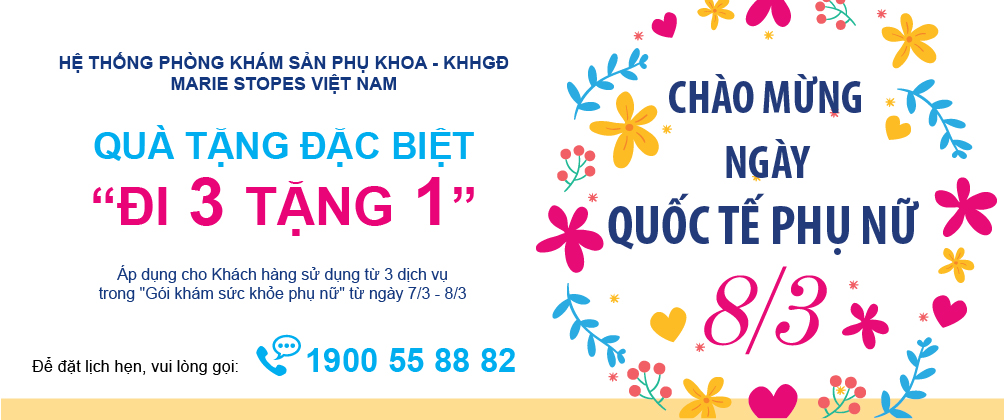 HỆ THỐNG PHÒNG KHÁM SẢN PHỤ KHOA - KHHGĐ
MARIE STOPES VIỆT NAM
QUÀ TẶNG ĐẶC BIỆT
“ĐI 3 TẶNG 1”
Áp dụng cho Khách hàng sử dụng từ 3 dịch vụ
trong "Gói khám sức khỏe phụ nữ" từ ngày 7/3 - 8/3
Để đặt lịch hẹn, vui lòng gọi:
1900 55 88 82
CHÀO MỪNG
NGÀY
QUỐC TẾ PHỤ NỮ
8/3